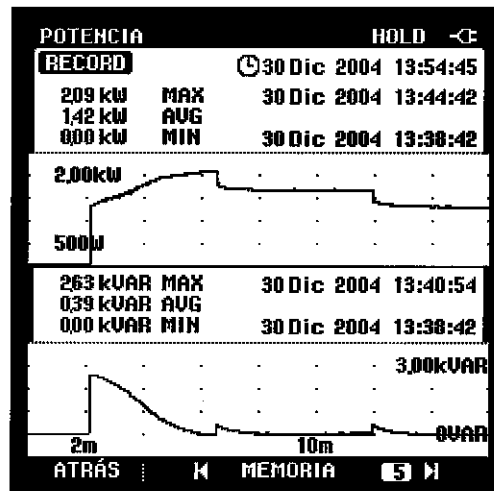 POTENCIA HOLD
RECORD 30 Dic 2004 13:54:45
2,09 kW MAX 30 Dic 2004 13:44:42
1,42 kW AVG
0,00 kW MIN 30 Dic 2004 13:38:42
2,00kW
500W
2,63 kVAR MAX 30 Dic 2004 13:40:54
0,39 kVAR AVG
0,00 kVAR MIN 30 Dic 2004 13:38:42
3,00kVAR
0VAR
2m 10m
ATRÁS MEMORIA 5